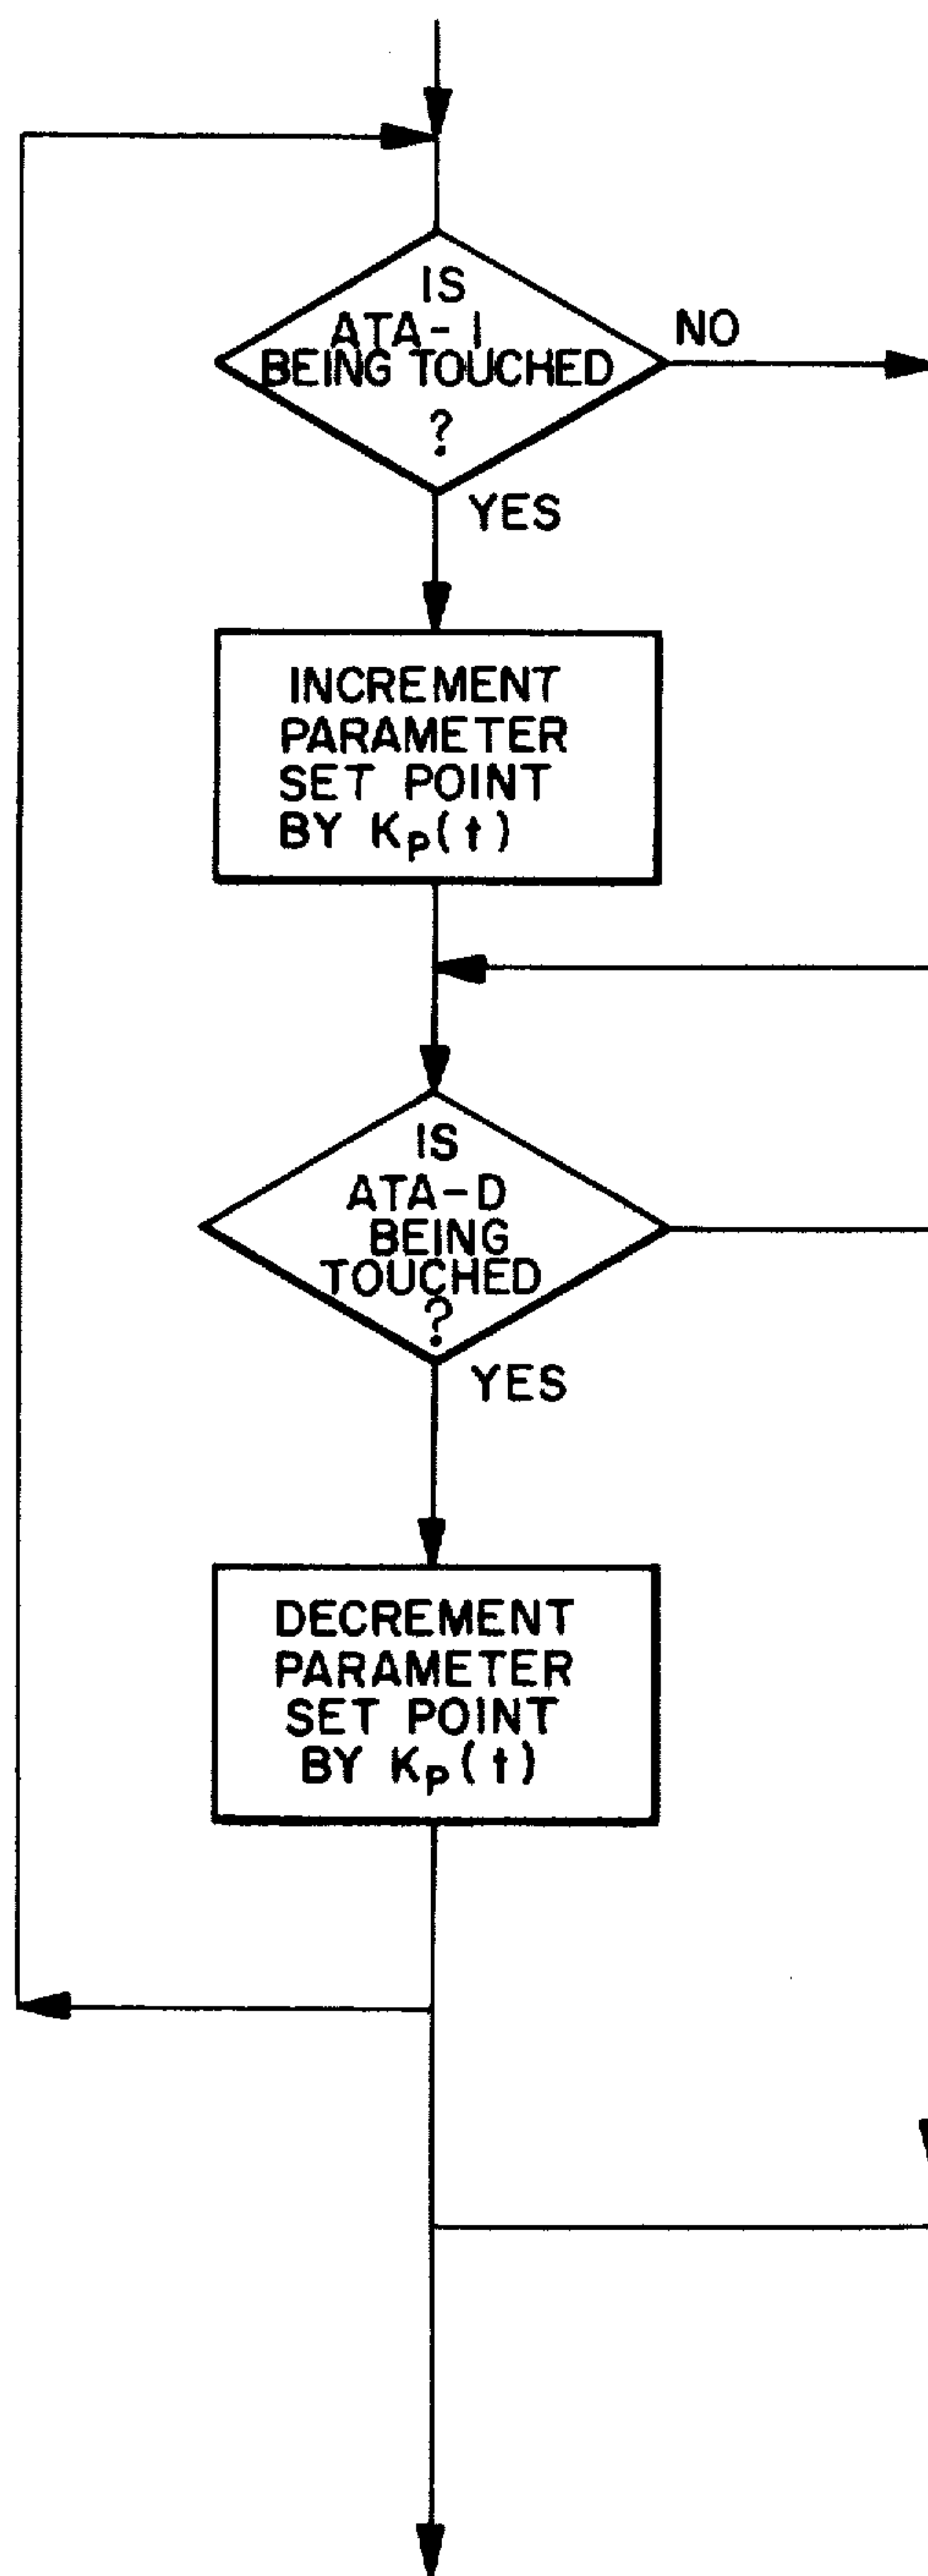 IS
ATA-I
BEING TOUCHED
?
NO
YES
INCREMENT
PARAMETER
SET POINT
BY Kp(t)
IS
ATA-D
BEING
TOUCHED
?
YES
DECREMENT
PARAMETER
SET POINT
BY Kp(t)